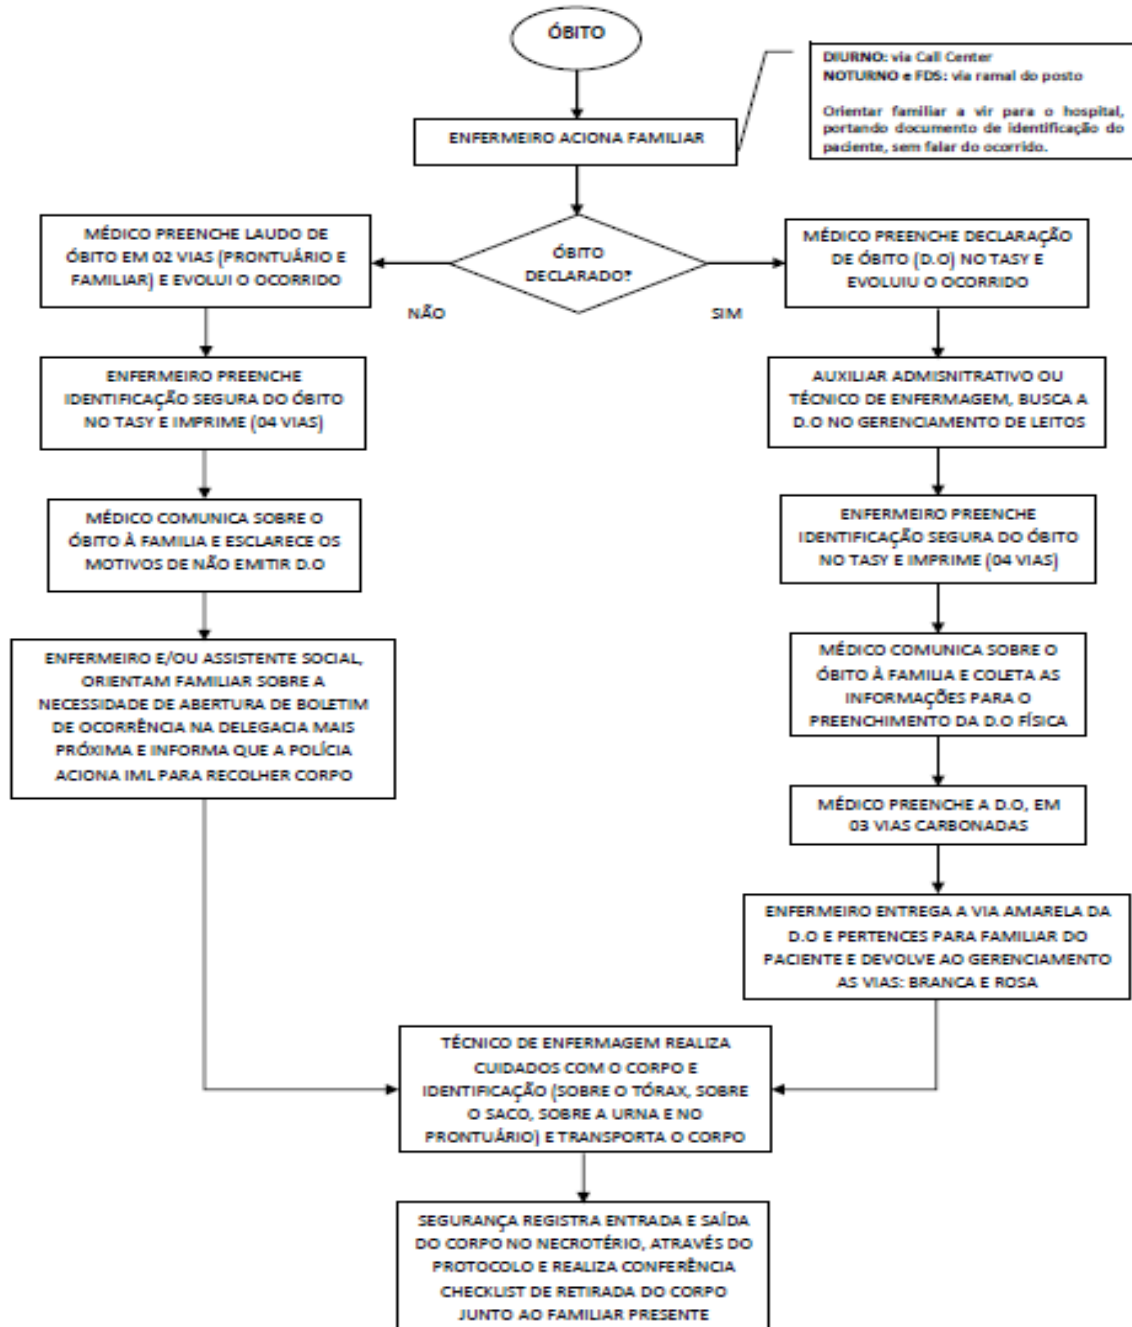 ÓBITO
DIURNO: via Call Center
NOTURNO e FDS: via ramal do posto
Orientar familiar a vir para o hospital,
portando documento de identificação do
paciente, sem falar do ocorrido.
ENFERMEIRO ACIONA FAMILIAR
ÓBITO
DECLARADO?
NÃO
SIM
MÉDICO PREENCHE LAUDO DE
ÓBITO EM 02 VIAS (PRONTUÁRIO E
FAMILIAR) E EVOLUI O OCORRIDO
ENFERMEIRO PREENCHE
IDENTIFICAÇÃO SEGURA DO ÓBITO
NO TASY E IMPRIME (04 VIAS)
MÉDICO COMUNICA SOBRE O
ÓBITO À FAMILIA E ESCLARECE OS
MOTIVOS DE NÃO EMITIR D.O
ENFERMEIRO E/OU ASSISTENTE SOCIAL,
ORIENTAM FAMILIAR SOBRE A
NECESSIDADE DE ABERTURA DE BOLETIM
DE OCORRÊNCIA NA DELEGACIA MAIS
PRÓXIMA E INFORMA QUE A POLÍCIA
ACIONA IML PARA RECOLHER CORPO
MÉDICO PREENCHE DECLARAÇÃO
DE ÓBITO (D.O) NO TASY E
EVOLUIU O OCORRIDO
AUXILIAR ADMISNITRATIVO OU
TÉCNICO DE ENFERMAGEM, BUSCA A
D.O NO GERENCIAMENTO DE LEITOS
ENFERMEIRO PREENCHE
IDENTIFICAÇÃO SEGURA DO ÓBITO
NO TASY E IMPRIME (04 VIAS)
MÉDICO COMUNICA SOBRE O
ÓBITO À FAMILIA E COLETA AS
INFORMAÇÕES PARA O
PREENCHIMENTO DA D.O FÍSICA
MÉDICO PREENCHE A D.O, EM
03 VIAS CARBONADAS
ENFERMEIRO ENTREGA A VIA AMARELA DA
D.O E PERTENCES PARA FAMILIAR DO
PACIENTE E DEVOLVE AO GERENCIAMENTO
AS VIAS: BRANCA E ROSA
TÉCNICO DE ENFERMAGEM REALIZA
CUIDADOS COM O CORPO E
IDENTIFICAÇÃO (SOBRE O TÓRAX, SOBRE
O SACO, SOBRE A URNA E NO
PRONTUÁRIO) E TRANSPORTA O CORPO
SEGURANÇA REGISTRA ENTRADA E SAÍDA
DO CORPO NO NECROTÉRIO, ATRAVÉS DO
PROTOCOLO E REALIZA CONFERÊNCIA
CHECKLIST DE RETIRADA DO CORPO
JUNTO AO FAMILIAR PRESENTE